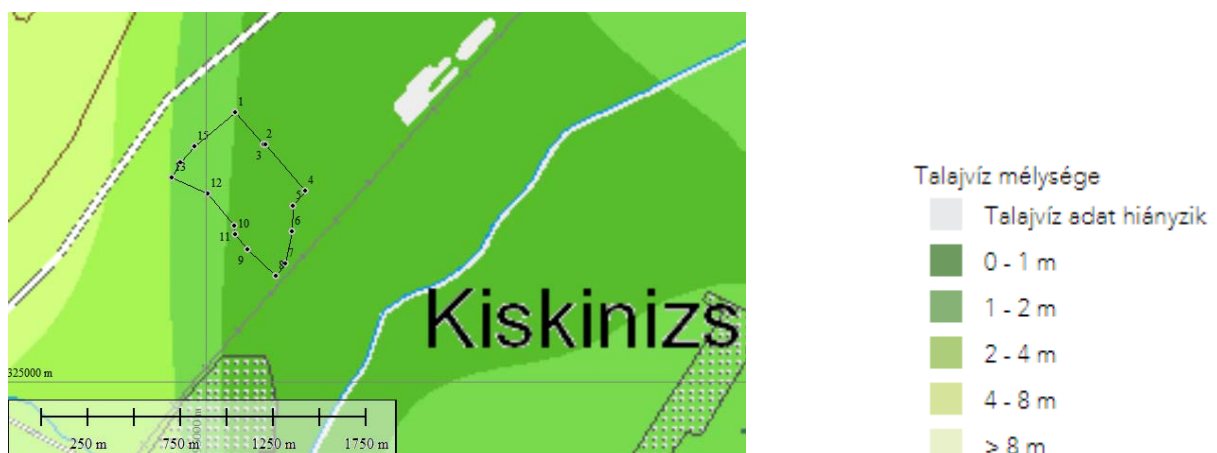 1
2
3
15
13
4
5
12
6
10
11
9
7
8
Kiskinizs
325000 m
250 m
750 m
1250 m
1750 m
Talajvíz mélysége
Talajvíz adat hiányzik
0 - 1 m
1 - 2 m
2 - 4 m
4 - 8 m
> 8 m